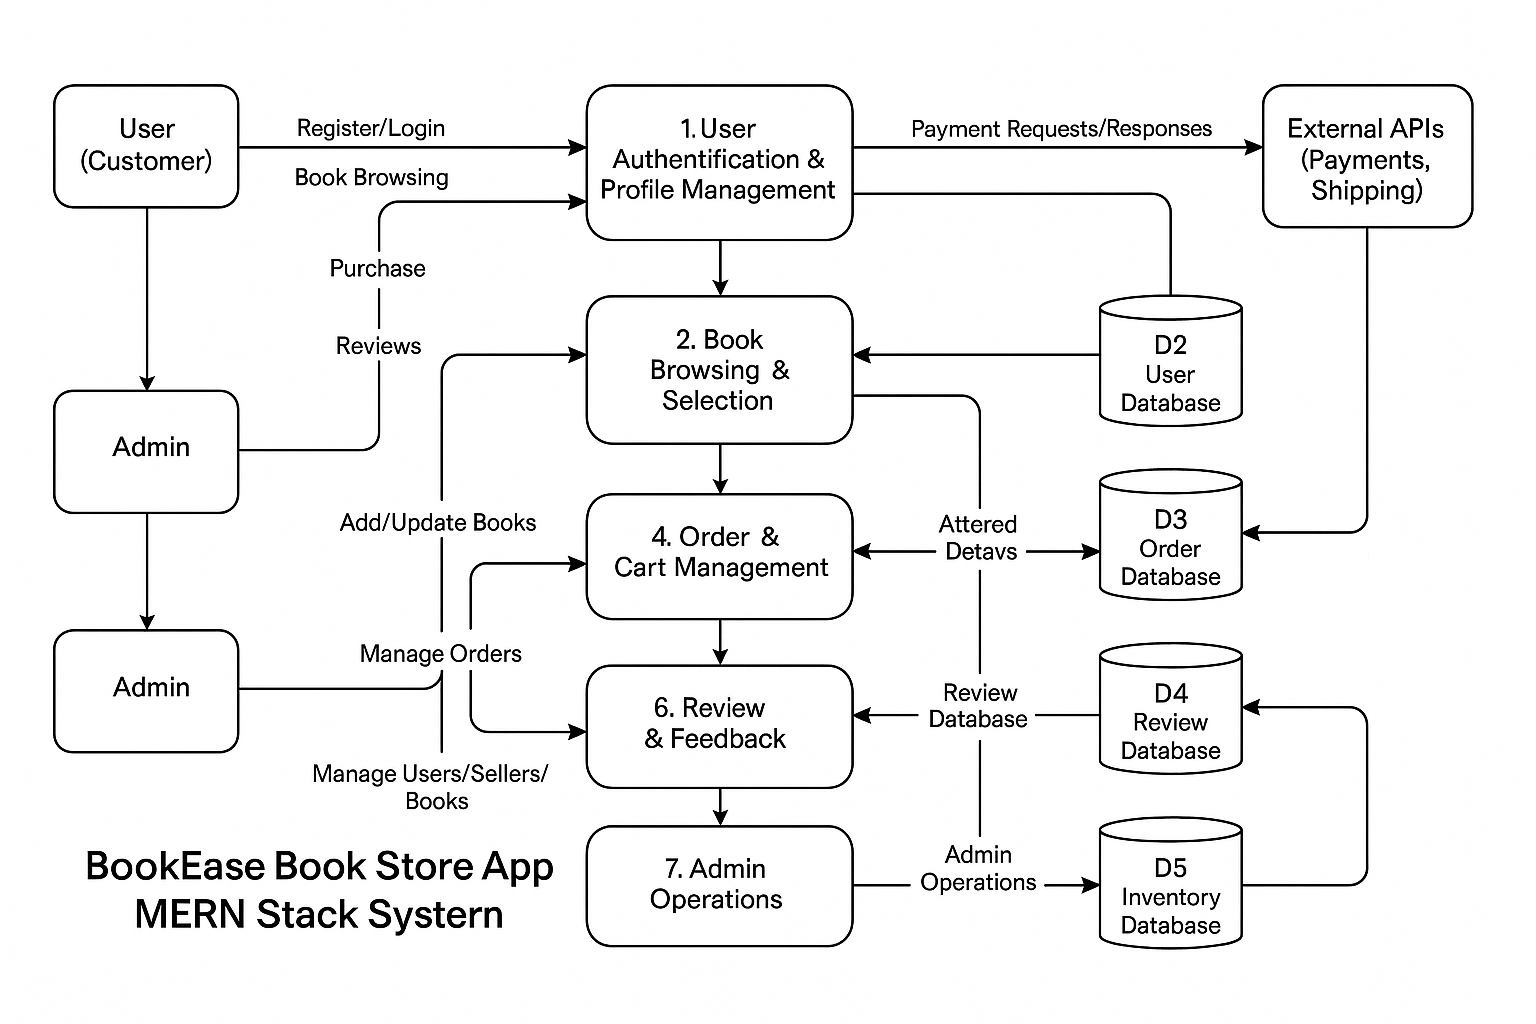 User
(Customer)
Register/Login
Book Browsing
Purchase
Reviews
1. User
Authentification &
Profile Management
Payment Requests/Responses
External APIs
(Payments,
Shipping)
Admin
2. Book
Browsing &
Selection
D2
User
Database
Add/Update Books
4. Order &
Cart Management
Attered
Detavs
D3
Order
Database
Admin
Manage Orders
6. Review
& Feedback
Review
Database
D4
Review
Database
Manage Users/Sellers/
Books
7. Admin
Operations
Admin
Operations
D5
Inventory
Database
BookEase Book Store App
MERN Stack Systern